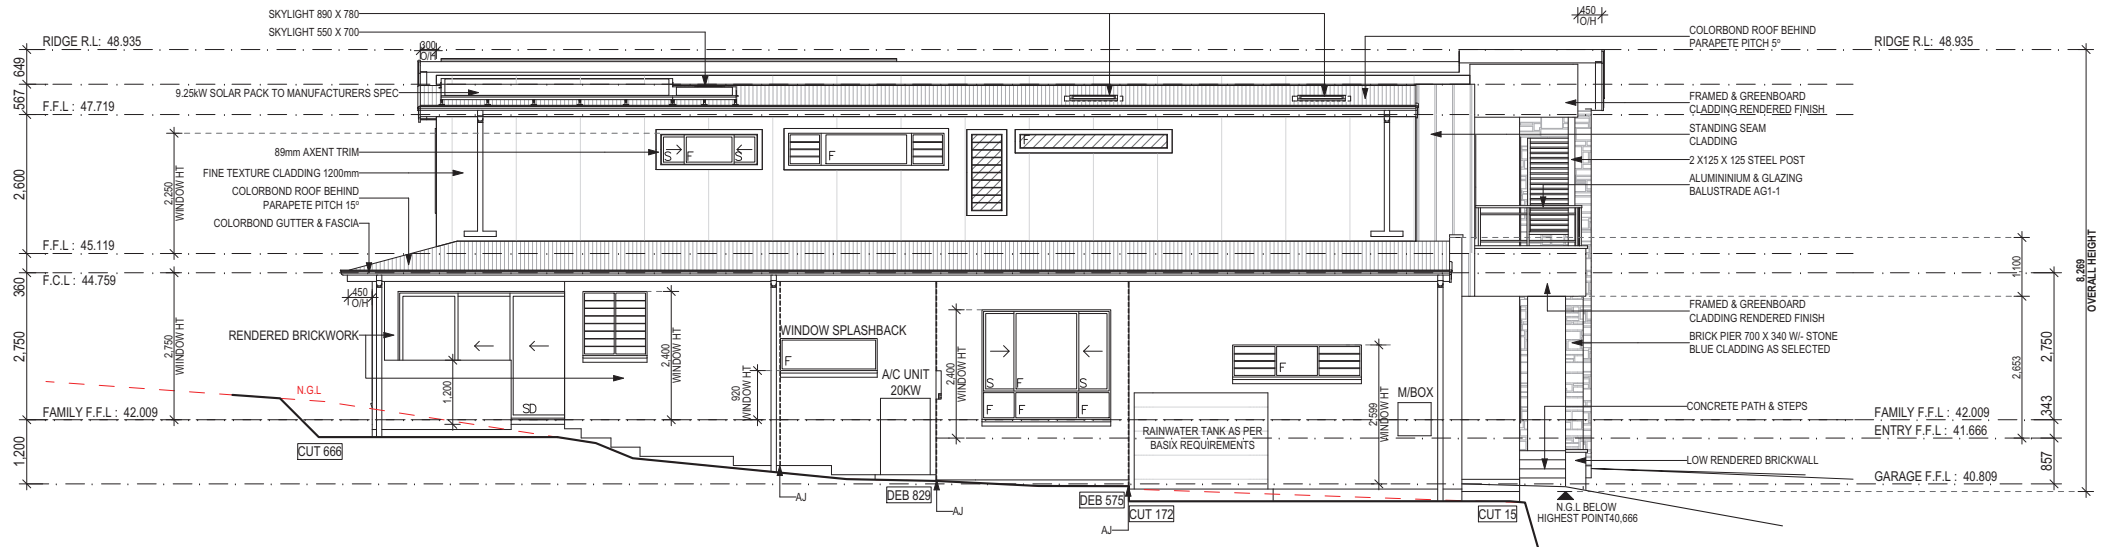 SKYLIGHT 890 X 780
SKYLIGHT 550 X 700
450
O/H
RIDGE R.L: 48.935
300
O/H
COLORBOND ROOF BEHIND
PARAPETE PITCH 5º
RIDGE R.L: 48.935
649
9.25kW SOLAR PACK TO MANUFACTURERS SPEC
567
F.F.L : 47.719
FRAMED & GREENBOARD
CLADDING RENDERED FINISH
STANDING SEAM
CLADDING
89mm AXENT TRIM
S
F
S
F
F
2 X125 X 125 STEEL POST
FINE TEXTURE CLADDING 1200mm
ALUMININIUM & GLAZING
BALUSTRADE AG1-1
2,600
2,250
WINDOW HT
COLORBOND ROOF BEHIND
PARAPETE PITCH 15º
COLORBOND GUTTER & FASCIA
F.F.L : 45.119
360
F.C.L : 44.759
1,100
8,269
OVERALL HEIGHT
450
O/H
FRAMED & GREENBOARD
CLADDING RENDERED FINISH
RENDERED BRICKWORK
WINDOW SPLASHBACK
BRICK PIER 700 X 340 W/- STONE
BLUE CLADDING AS SELECTED
2,750
2,750
WINDOW HT
2,400
WINDOW HT
F
A/C UNIT
20KW
920
WINDOW HT
2,400
WINDOW HT
S
F
S
F
F
F
F
F
2,599
WINDOW HT
M/BOX
2,653
2,750
N.G.L
1,200
SD
CONCRETE PATH & STEPS
343
FAMILY F.F.L : 42.009
FAMILY F.F.L : 42.009
RAINWATER TANK AS PER
BASIX REQUIREMENTS
ENTRY F.F.L : 41.666
CUT 666
1,200
LOW RENDERED BRICKWALL
857
GARAGE F.F.L : 40.809
AJ
DEB 829
AJ
DEB 575
AJ
CUT 172
CUT 15
N.G.L BELOW
HIGHEST POINT40,666